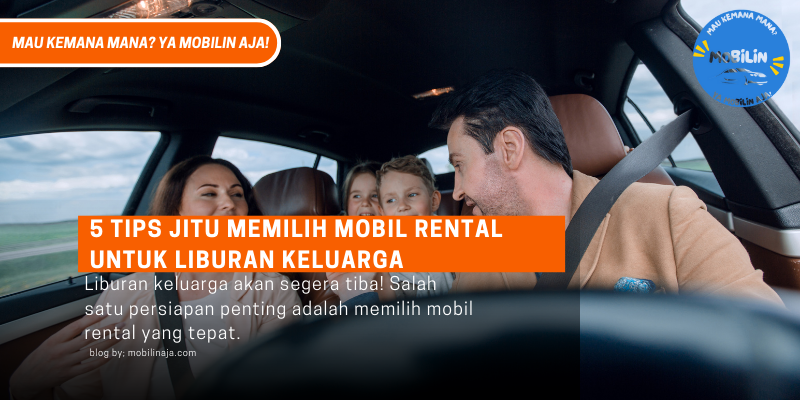 MAU KEMANA MANA? YA MOBILIN AJA!
MAU KEMANA MANA?
MOBILIN
MOBILIN AJA!
5 TIPS JITU MEMILIH MOBIL RENTAL
UNTUK LIBURAN KELUARGA
Liburan keluarga akan segera tiba! Salah
satu persiapan penting adalah memilih mobil
rental yang tepat.
blog by; mobilinaja.com